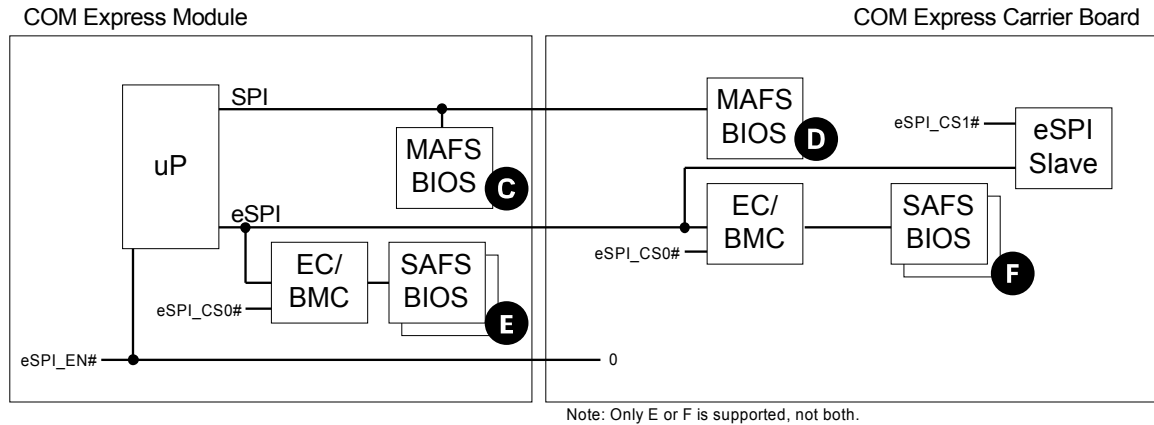 COM Express Module
COM Express Carrier Board
uP
SPI
MAFS
BIOS
C
MAFS
BIOS
D
eSPI_CS1#
eSPI
Slave
eSPI
EC/
BMC
eSPI_CS0#
SAFS
BIOS
E
EC/
BMC
eSPI_CS0#
SAFS
BIOS
F
eSPI_EN#
0
Note: Only E or F is supported, not both.